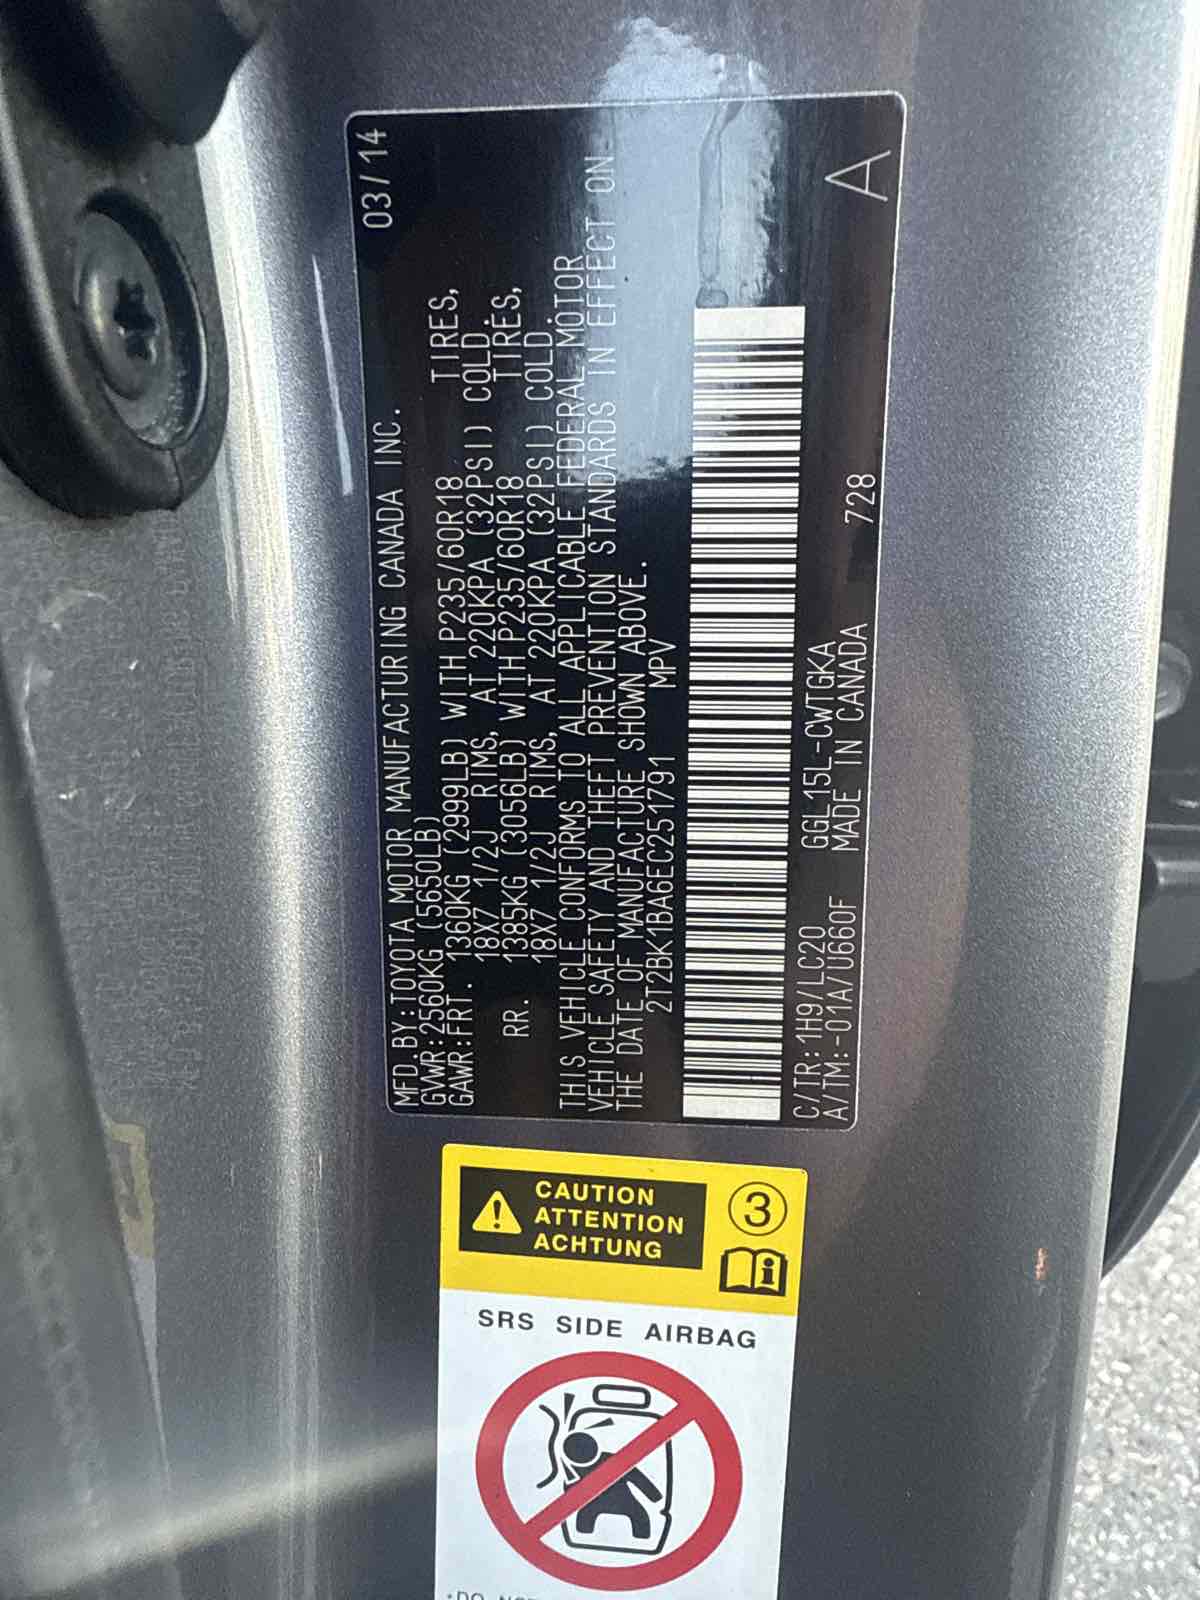 03/14
MFD.BY:TOYOTA MOTOR MANUFACTURING CANADA INC.
GVWR:2560KG (5650LB)
GAWR:FRT. 1360KG (2999LB) WITH P235/60R18 TIRES,
18X7 1/2J RIMS, AT 220KPA (32PSI) COLD.
RR. 1385KG (3056LB) WITH P235/60R18 TIRES,
18X7 1/2J RIMS, AT 220KPA (32PSI) COLD.
THIS VEHICLE CONFORMS TO ALL APPLICABLE FEDERAL MOTOR
VEHICLE SAFETY AND THEFT PREVENTION STANDARDS IN EFFECT ON
THE DATE OF MANUFACTURE SHOWN ABOVE.
2T2BK1BA6EC251791 MPV
C/TR:1H9/LC20 GGL15L-CWTGKA
A/TM:-01A/U660F MADE IN CANADA 728
A
CAUTION
ATTENTION
ACHTUNG
3
i
SRS SIDE AIRBAG